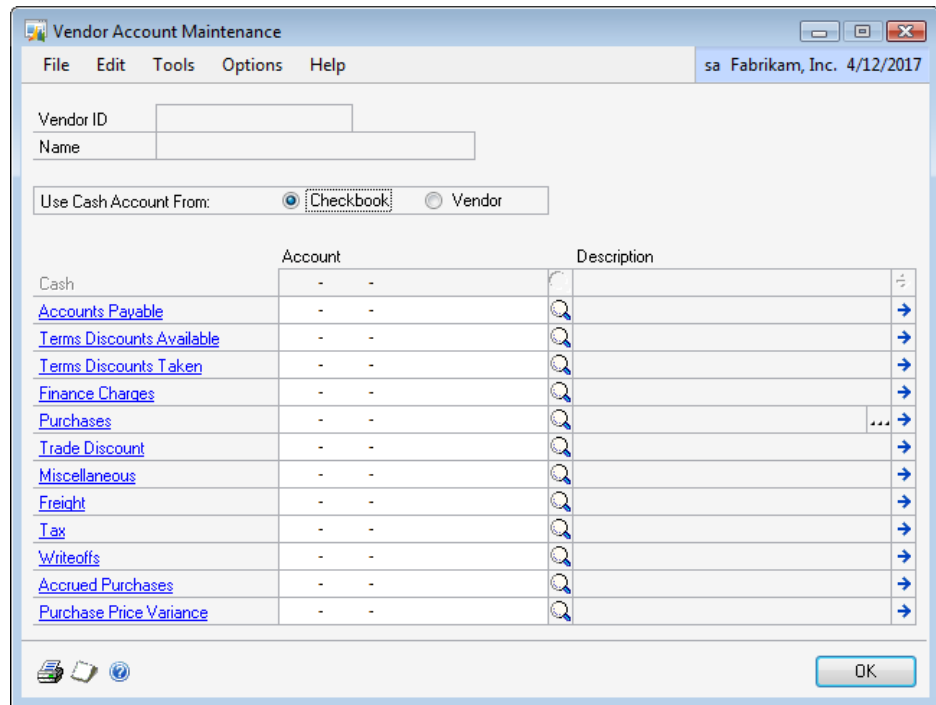 Vendor Account Maintenance
File Edit Tools Options Help sa Fabrikam, Inc. 4/12/2017
Vendor ID
Name
Use Cash Account From: Checkbook Vendor
Account Description
Cash - -
Accounts Payable - -
Terms Discounts Available - -
Terms Discounts Taken - -
Finance Charges - -
Purchases - - ...
Trade Discount - -
Miscellaneous - -
Freight - -
Tax - -
Writeoffs - -
Accrued Purchases - -
Purchase Price Variance - -
OK